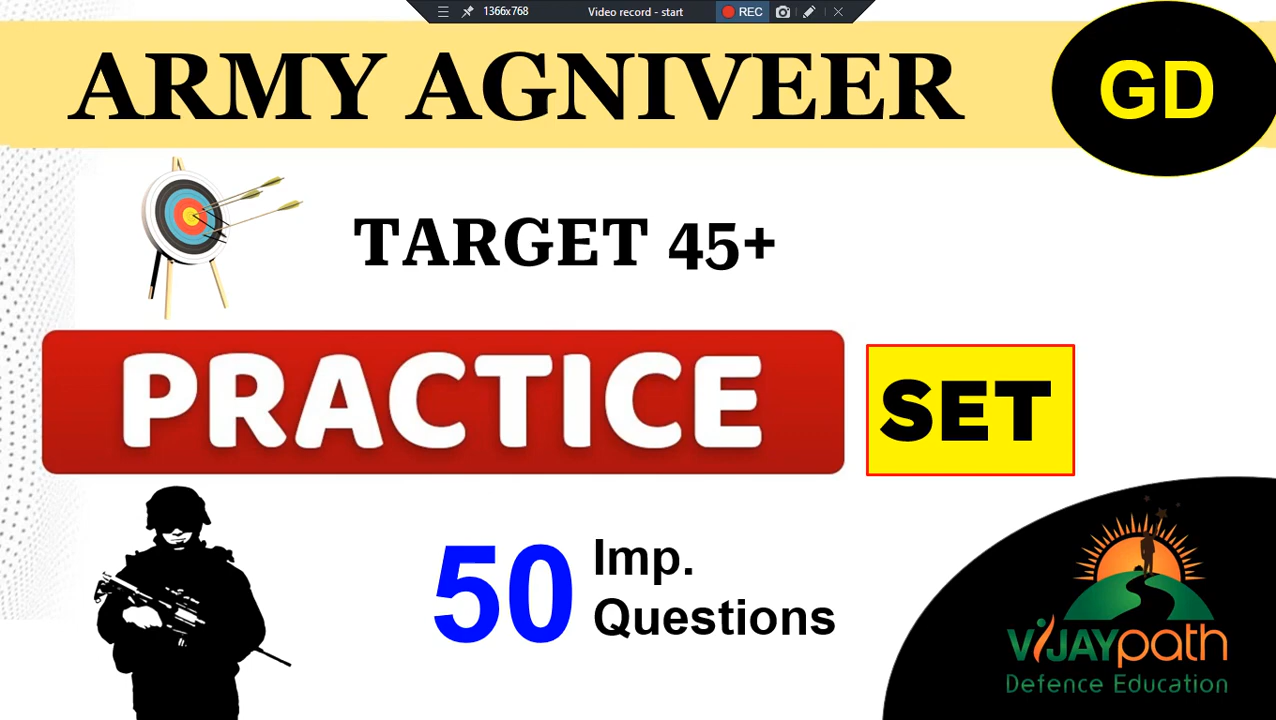 1366x768 Video record - start REC
ARMY AGNIVEER
GD
TARGET 45+
PRACTICE
SET
50 Imp.
Questions
VIJAYpath
Defence Education